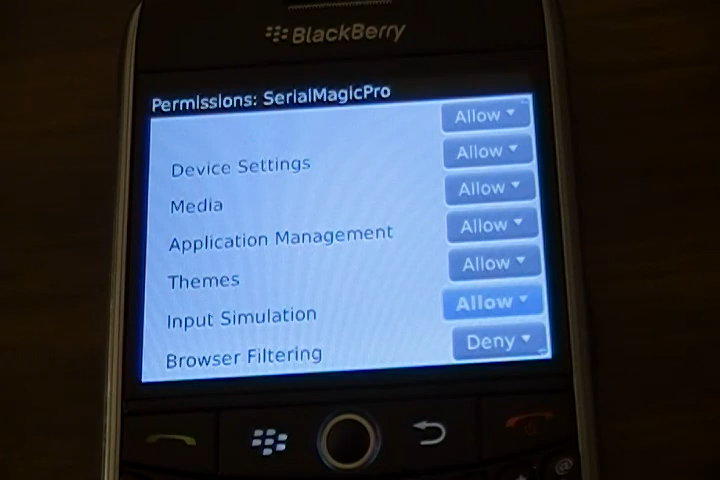 BlackBerry
Permissions: SerialMagicPro
Allow
Device Settings Allow
Media Allow
Application Management Allow
Themes Allow
Input Simulation Allow
Browser Filtering Deny
@